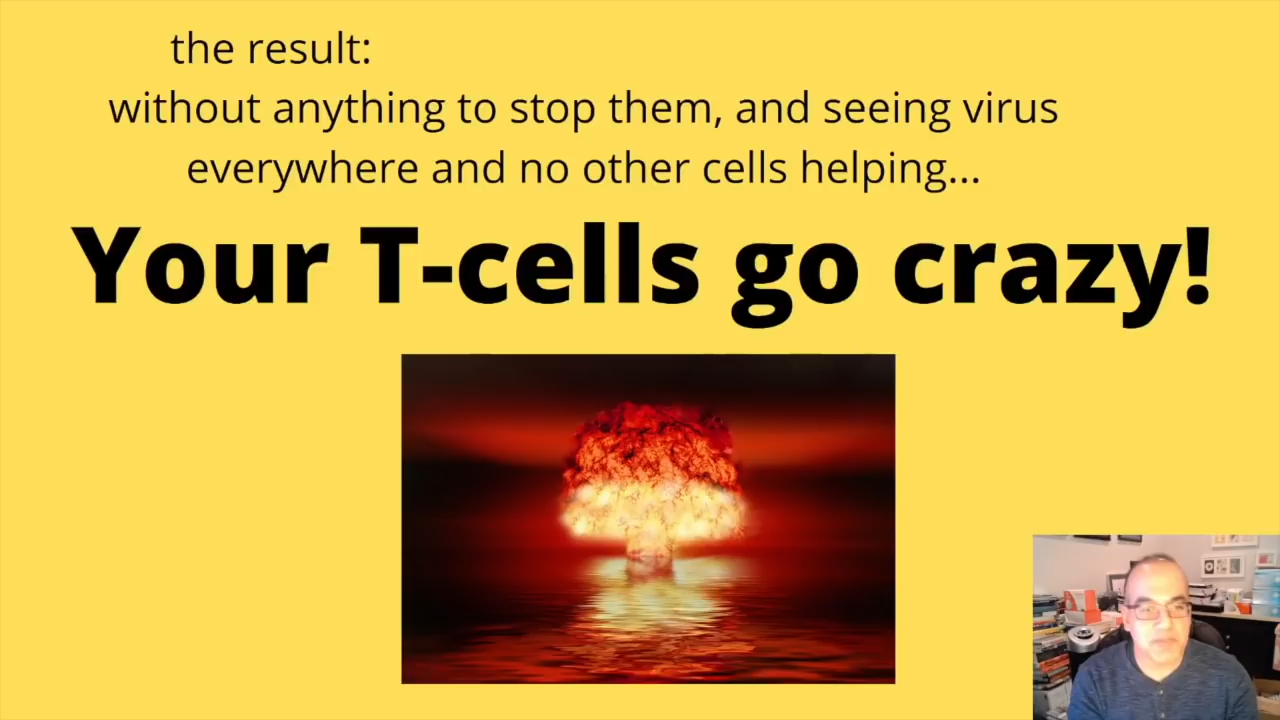 the result:
without anything to stop them, and seeing virus
everywhere and no other cells helping...
Your T-cells go crazy!